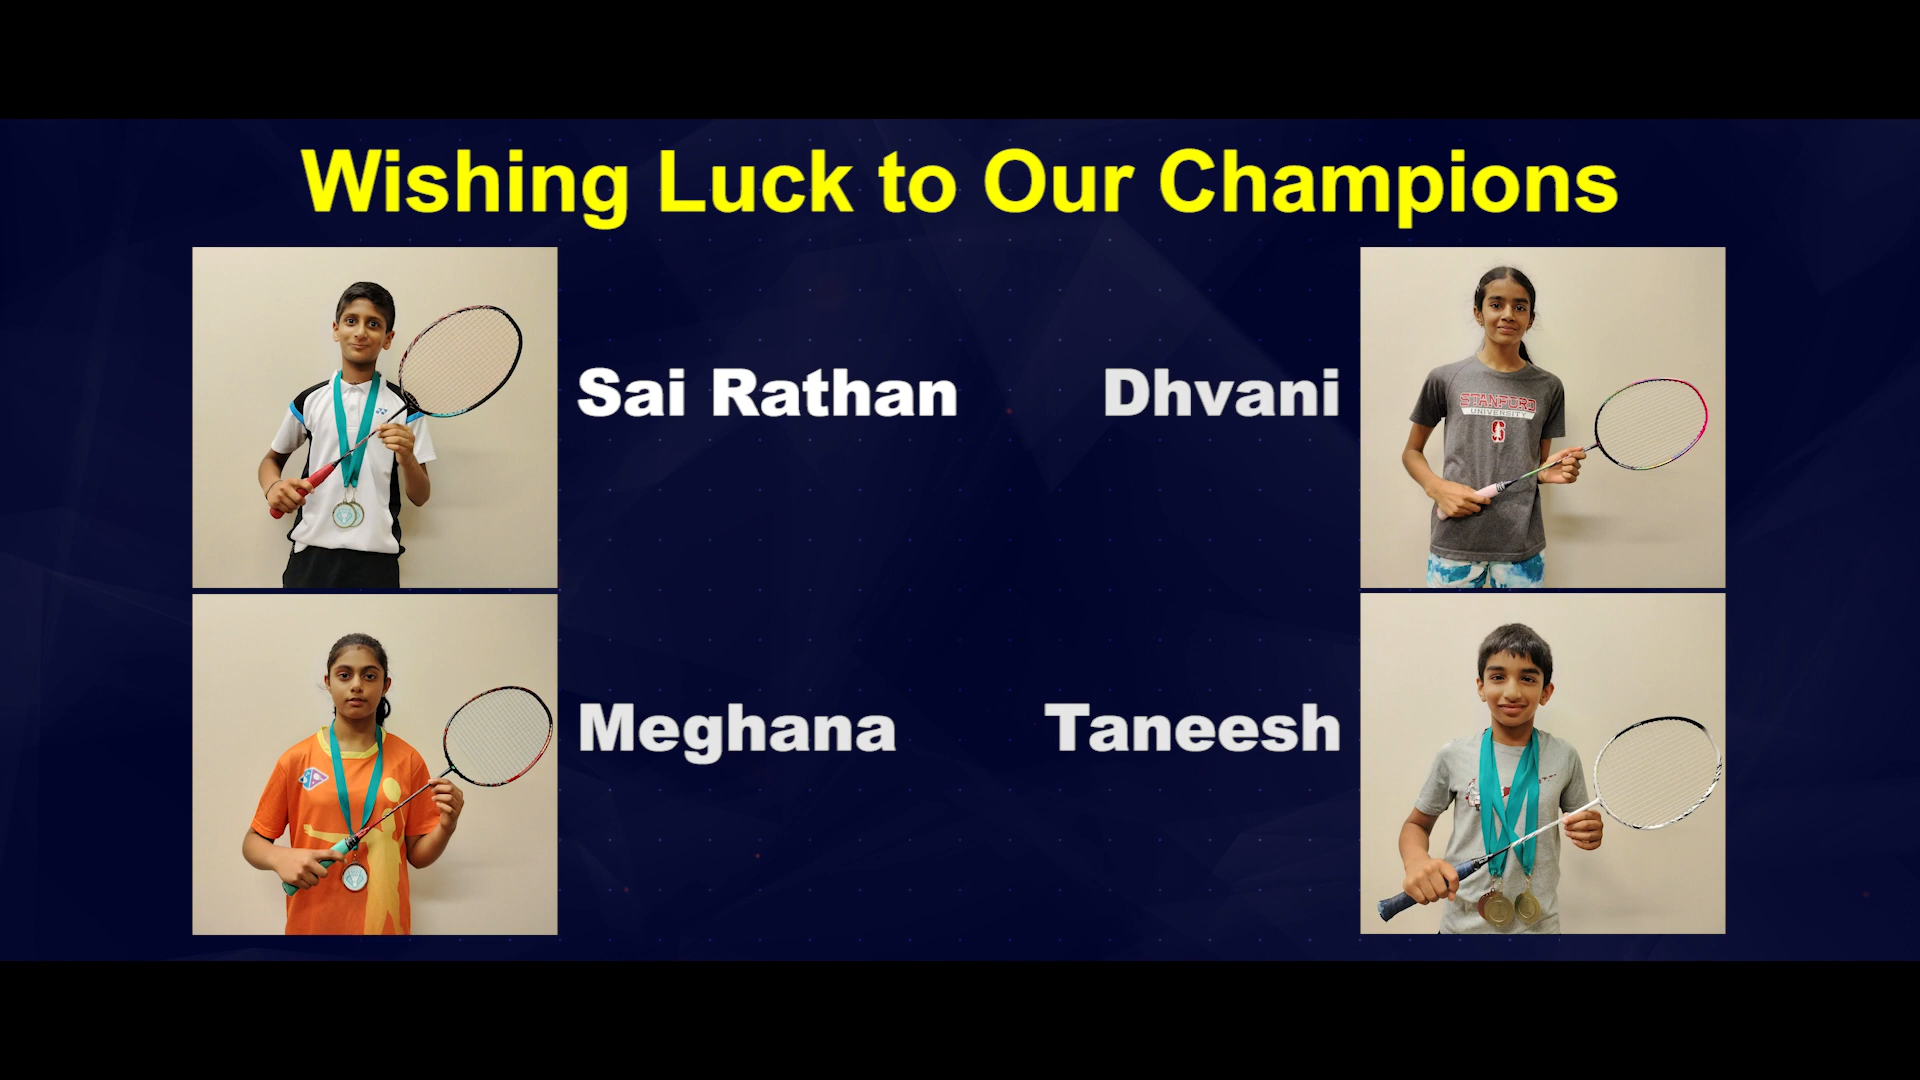 Wishing Luck to Our Champions
Sai Rathan
Dhvani
STANFORD
UNIVERSITY
S
Meghana
Taneesh